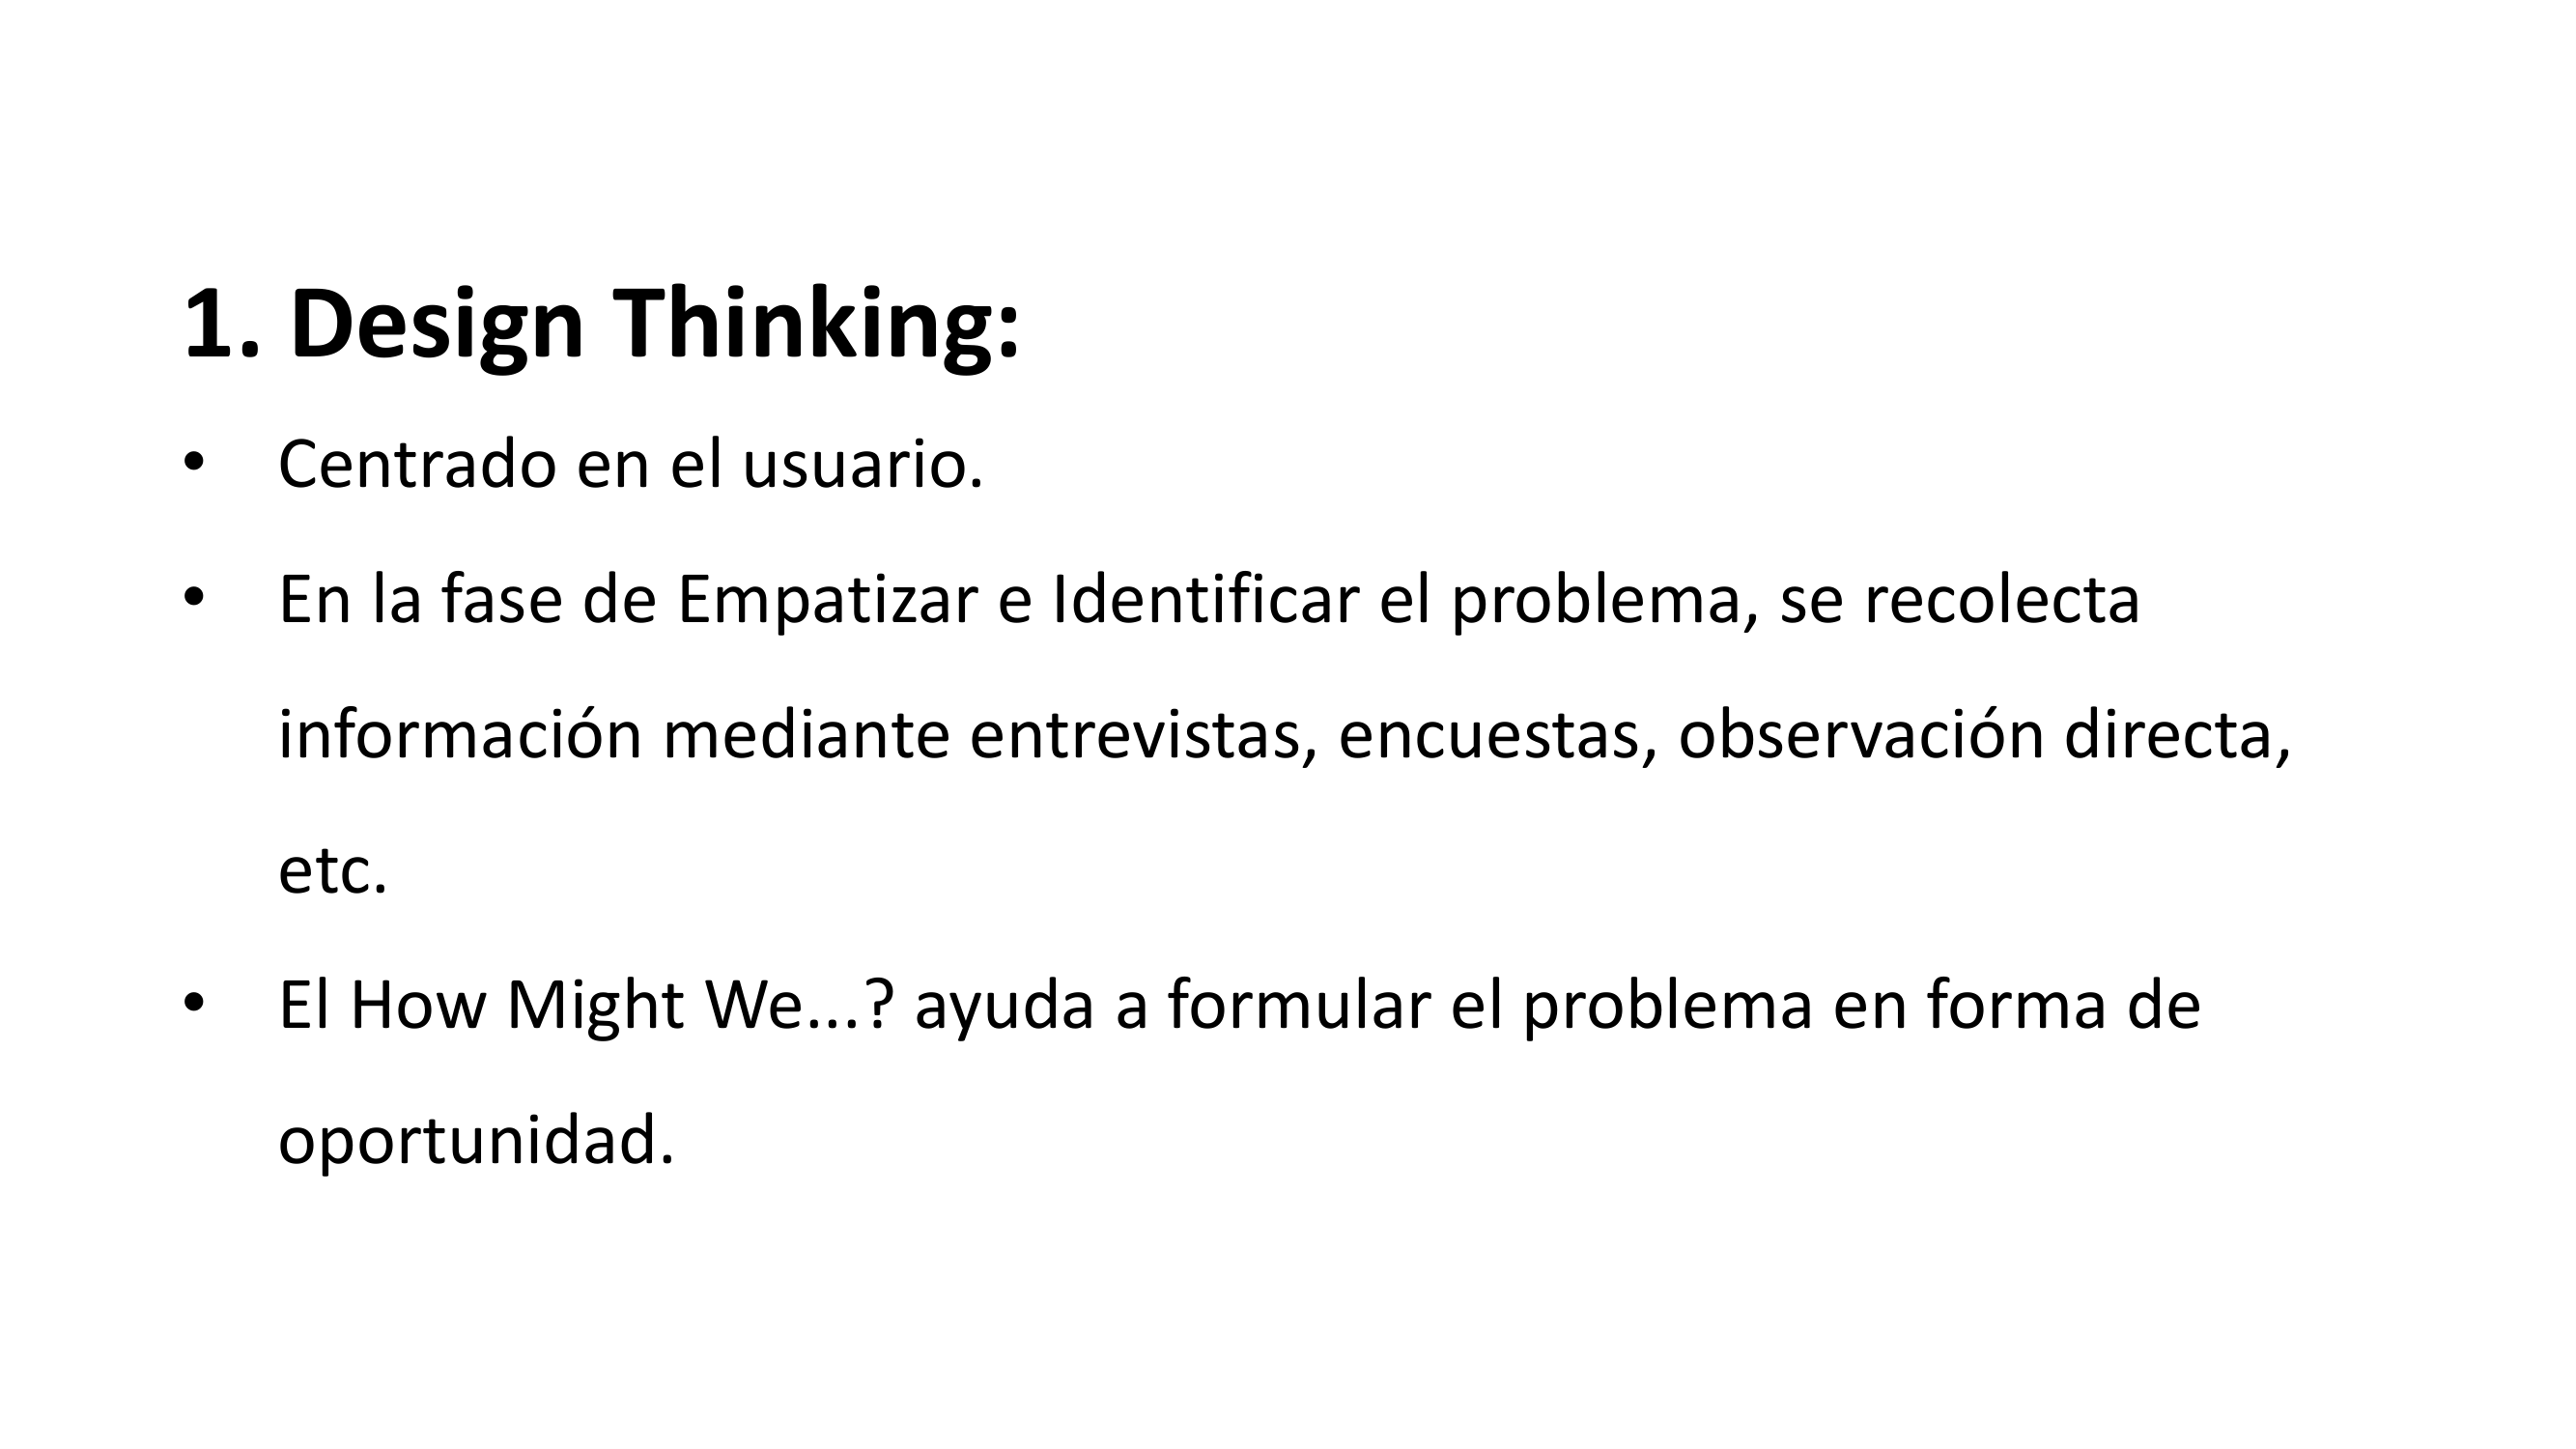 1. Design Thinking:
• Centrado en el usuario.
• En la fase de Empatizar e Identificar el problema, se recolecta
información mediante entrevistas, encuestas, observación directa,
etc.
• El How Might We...? ayuda a formular el problema en forma de
oportunidad.